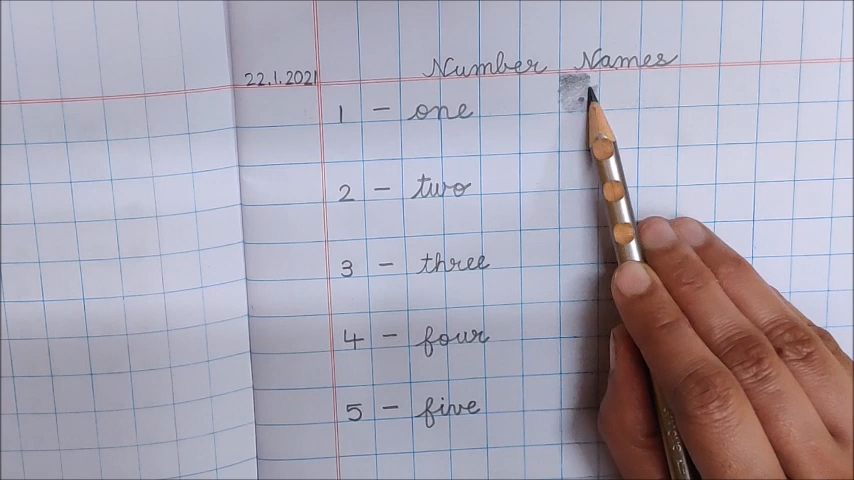 22.1.2021 Number Names
1 - one
2 - two
3 - three
4 - four
5 - five